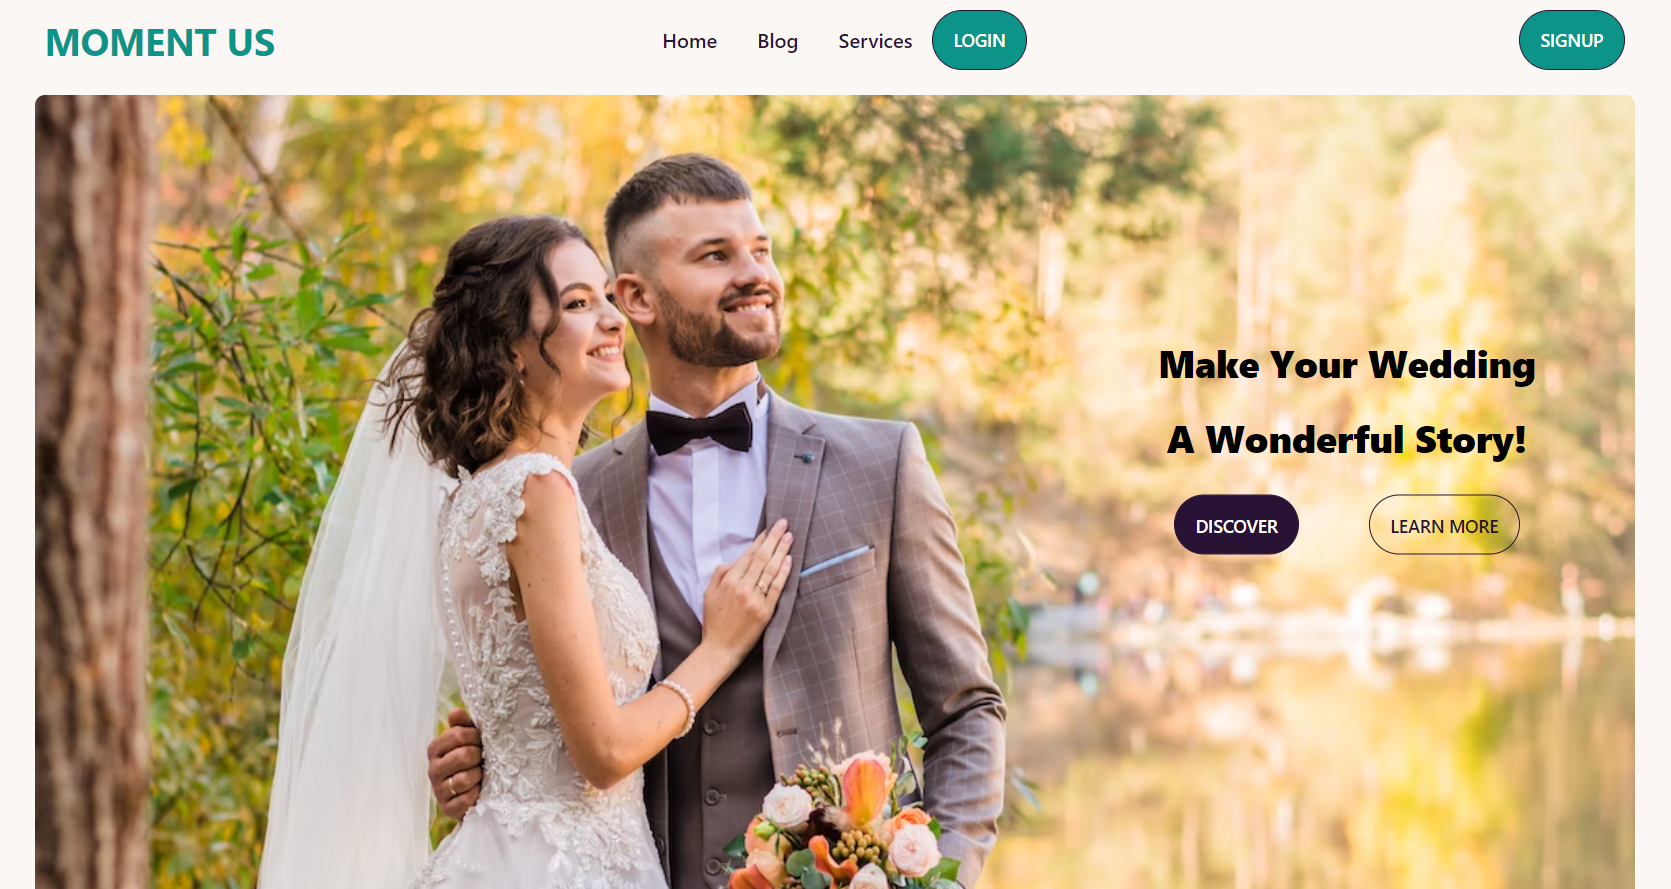 MOMENT US
Home
Blog
Services
LOGIN
SIGNUP
Make Your Wedding
A Wonderful Story!
DISCOVER
LEARN MORE